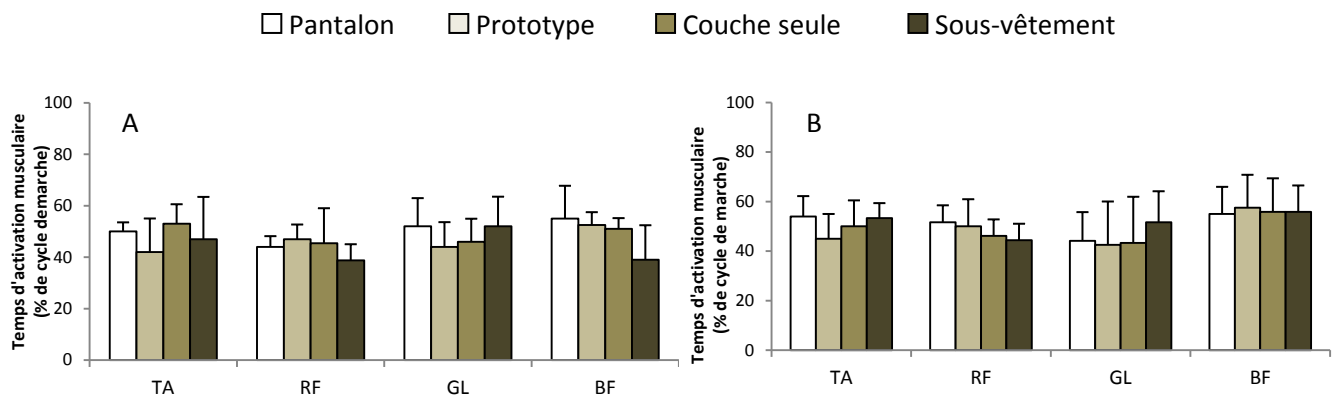 Pantalon Prototype Couche seule Sous-vêtement
A
Temps d'activation musculaire
(% de cycle demarche)
100
80
60
40
20
0
TA RF GL BF
B
Temps d'activation musculaire
(% de cycle de marche)
100
80
60
40
20
0
TA RF GL BF